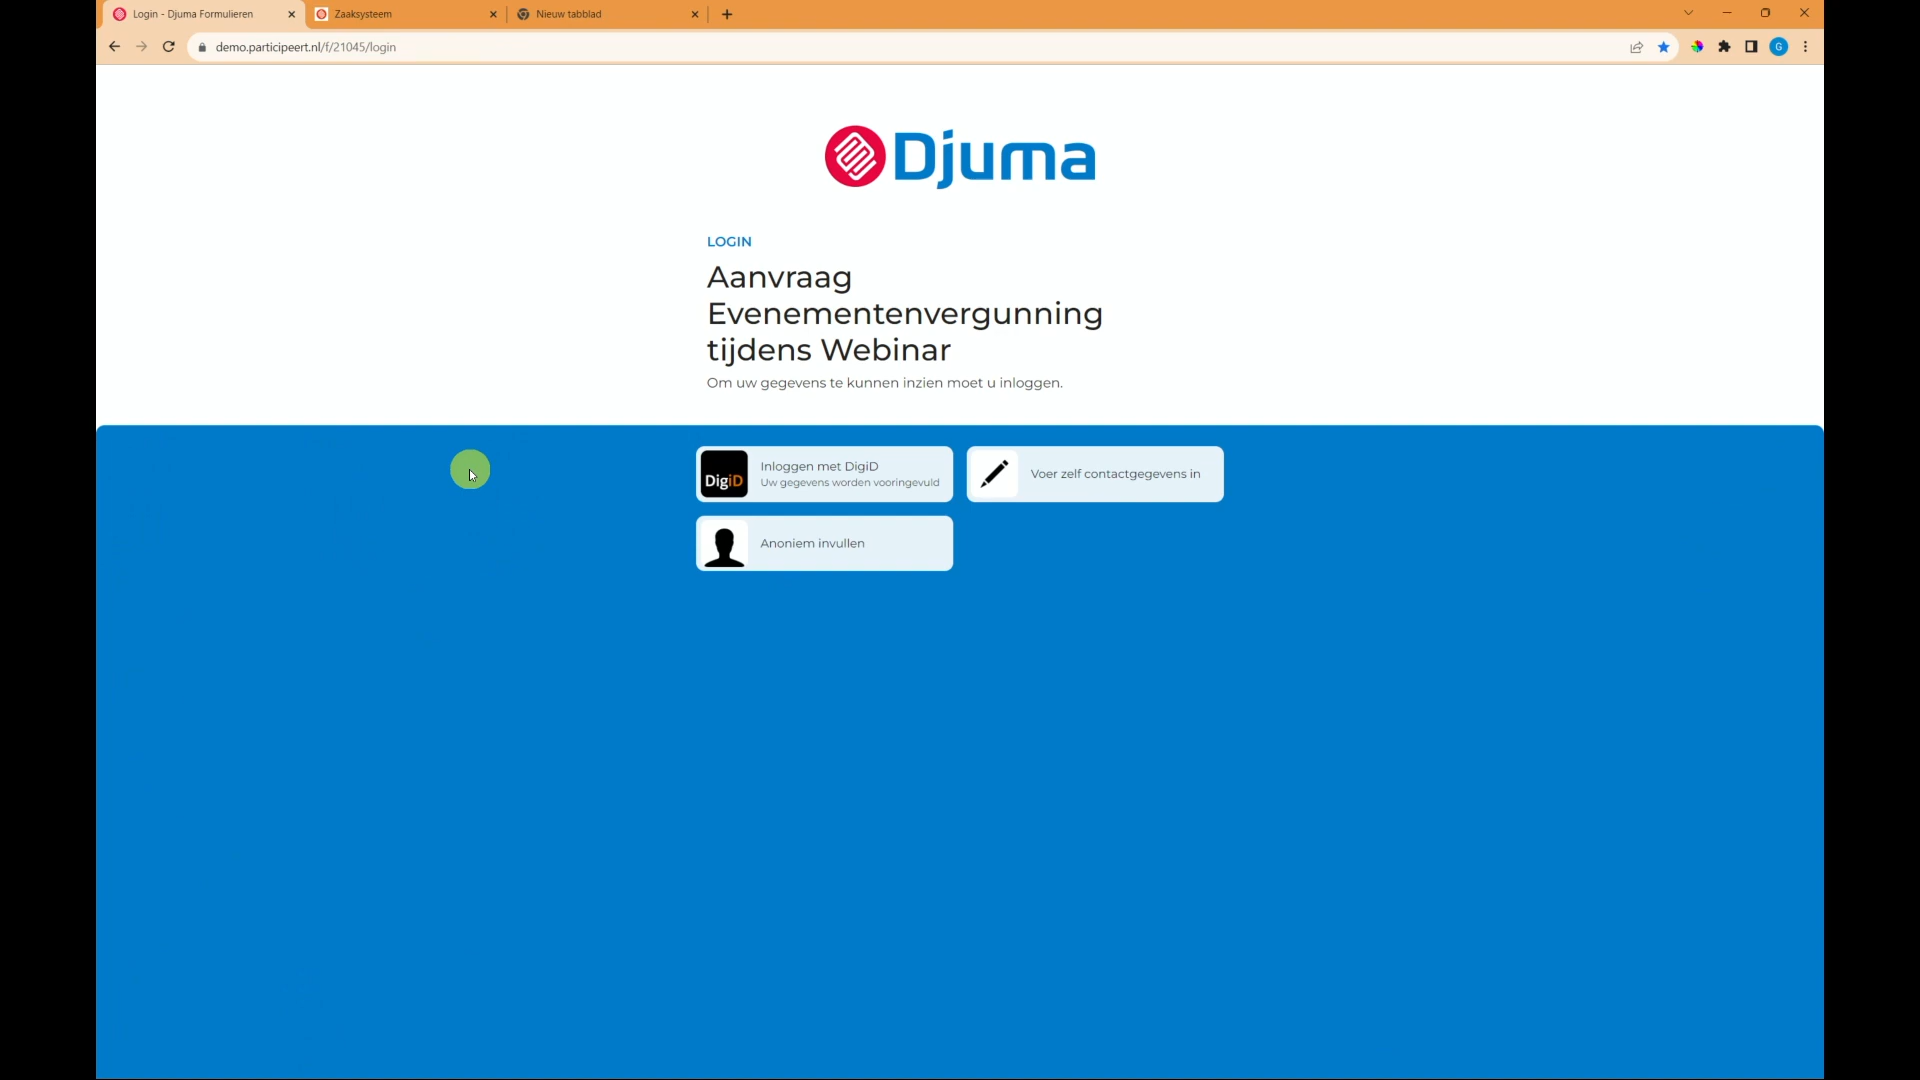 Login - Djuma Formulieren
Zaaksysteem
Nieuw tabblad
demo.participeert.nl/f/21045/login
G
Djuma
LOGIN
Aanvraag
Evenementenvergunning
tijdens Webinar
Om uw gegevens te kunnen inzien moet u inloggen.
DigiD
Inloggen met DigiD
Uw gegevens worden vooringevuld
Voer zelf contactgegevens in
Anoniem invullen